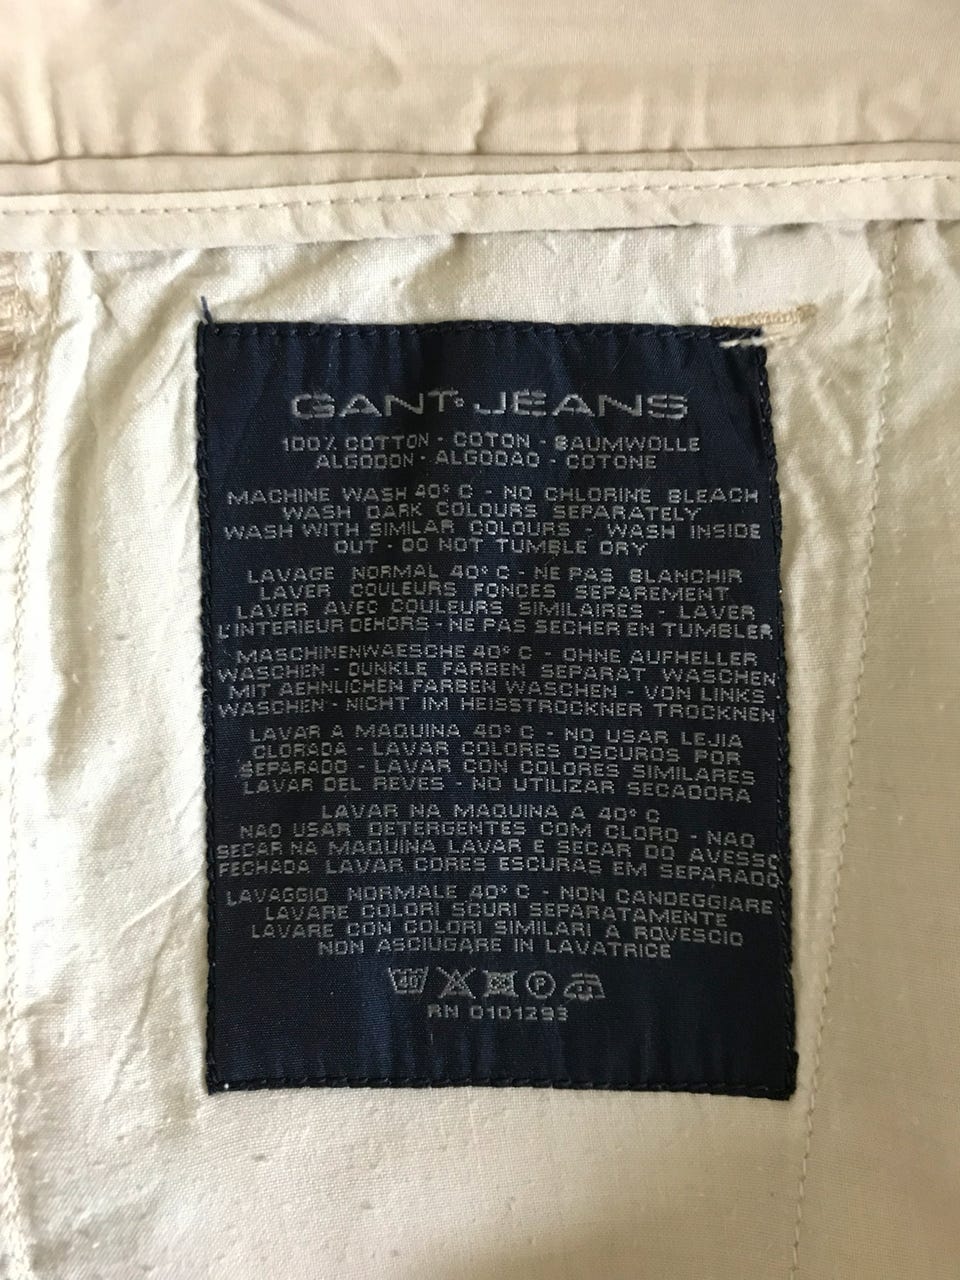 GANT JEANS
100% COTTON - COTON - BAUMWOLLE
ALGODON - ALGODAO - COTONE
MACHINE WASH 40° C - NO CHLORINE BLEACH
WASH DARK COLOURS SEPARATELY
WASH WITH SIMILAR COLOURS - WASH INSIDE
OUT - DO NOT TUMBLE DRY
LAVAGE NORMAL 40° C - NE PAS BLANCHIR
LAVER COULEURS FONCES SEPAREMENT
LAVER AVEC COULEURS SIMILAIRES - LAVER
L'INTERIEUR DEHORS - NE PAS SECHER EN TUMBLER
MASCHINENWAESCHE 40° C - OHNE AUFHELLER
WASCHEN - DUNKLE FARBEN SEPARAT WASCHEN
MIT AEHNLICHEN FARBEN WASCHEN - VON LINKS
WASCHEN - NICHT IM HEISSTROCKNER TROCKNEN
LAVAR A MAQUINA 40° C - NO USAR LEJIA
CLORADA - LAVAR COLORES OSCUROS POR
SEPARADO - LAVAR CON COLORES SIMILARES
LAVAR DEL REVES - NO UTILIZAR SECADORA
LAVAR NA MAQUINA A 40° C
NAO USAR DETERGENTES COM CLORO - NAO
SECAR NA MAQUINA LAVAR E SECAR DO AVESSO
FECHADA LAVAR CORES ESCURAS EM SEPARADO
LAVAGGIO NORMALE 40° C - NON CANDEGGIARE
LAVARE COLORI SCURI SEPARATAMENTE
LAVARE CON COLORI SIMILARI A ROVESCIO
NON ASCIUGARE IN LAVATRICE
40° P
RN 0101293